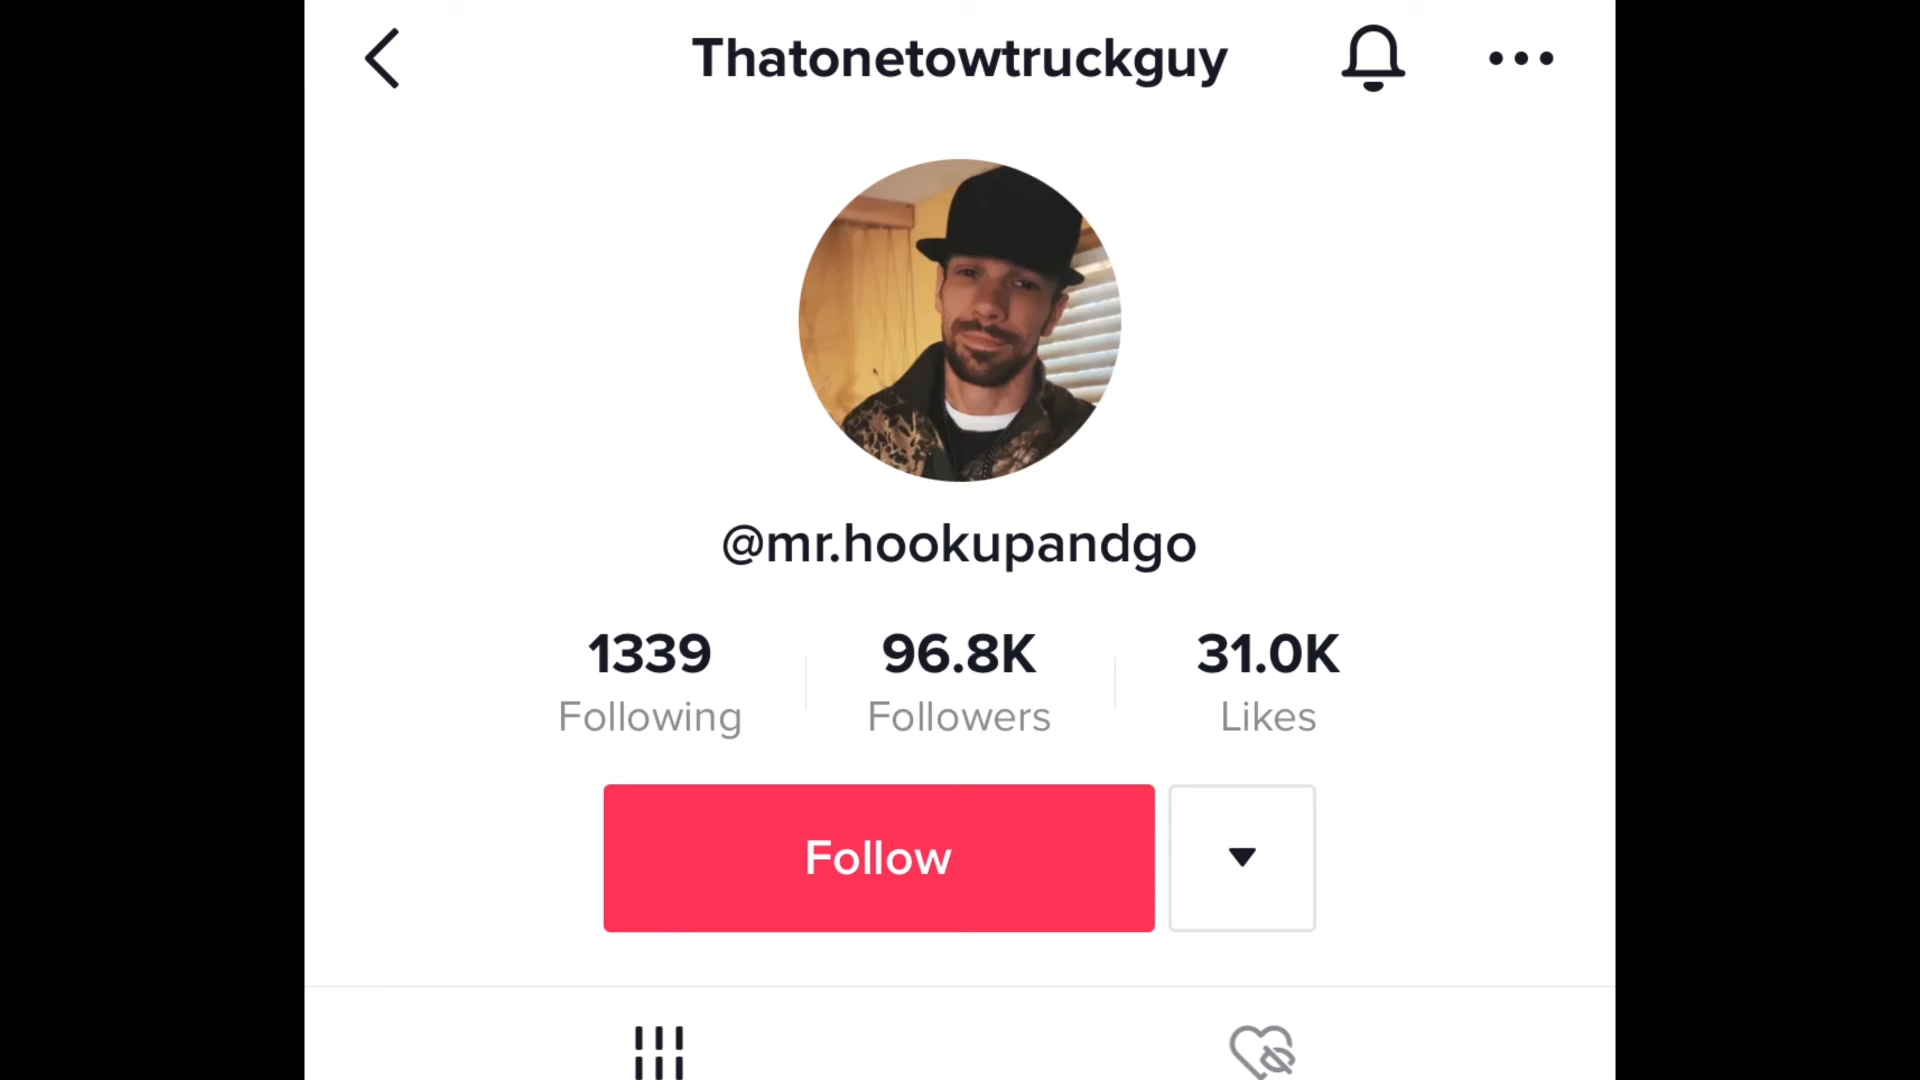 Thatonetowtruckguy
@mr.hookupandgo
1339 96.8K 31.0K
Following Followers Likes
Follow